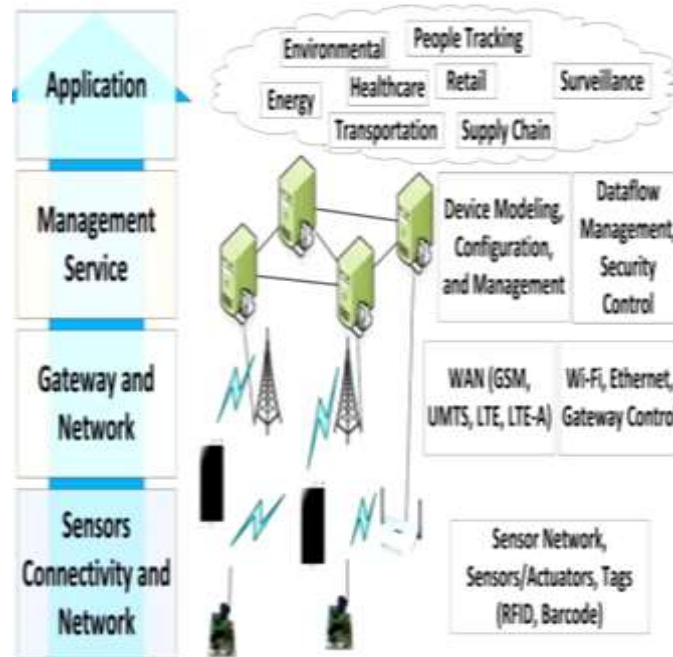 Application
Environmental
People Tracking
Energy
Healthcare
Retail
Surveillance
Transportation
Supply Chain
Management
Service
Device Modeling,
Configuration,
and Management
Dataflow
Management,
Security
Control
Gateway and
Network
WAN (GSM,
UMTS, LTE, LTE-A)
Wi-Fi, Ethernet,
Gateway Control
Sensors
Connectivity and
Network
Sensor Network,
Sensors/Actuators, Tags
(RFID, Barcode)